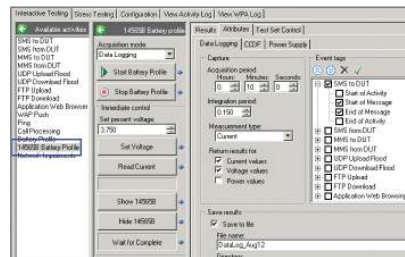 Interactive Testing
Stress Testing
Configuration
View Activity Log
View WPA Log
Available activities
SMS to DUT
SMS from DUT
MMS to DUT
MMS from DUT
UDP Upload Flood
UDP Download Flood
FTP Upload
FTP Download
Application Web Browsin
WAP Push
Ping
Call Processing
Battery Profile
14565B Battery Profile
Network Impairments
14565B Battery profile
Acquisition mode:
Data Logging
Start Battery Profile
Stop Battery Profile
Immediate control
Set present voltage:
3.750
Set Voltage
Read Current
Show 14565B
Hide 14565B
Wait for Complete
Results
Attributes
Test Set Control
Data Logging
CCDF
Power Supply
Capture
Acquisition period
Hours:
Minutes:
Seconds:
0
10
0
Integration period:
0.150
Measurement type:
Current
Return results for
Current values
Voltage values
Power values
Event tags
SMS to DUT
Start of Activity
Start of Message
End of Message
End of Activity
SMS from DUT
MMS to DUT
MMS from DUT
UDP Upload Flood
UDP Download Flood
FTP Upload
FTP Download
Application Web Browsing
Save results
Save to file
File name:
DataLog_Aug12